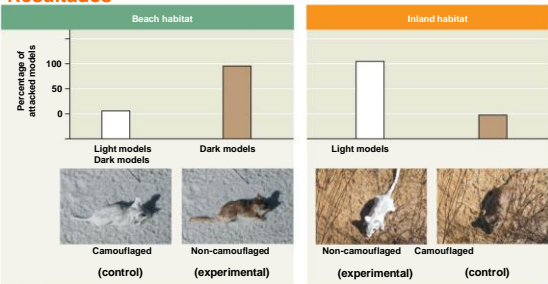 Resultados
Beach habitat
Inland habitat
Percentage of
attacked models
100
50
0
Light models
Dark models
Dark models
Light models
Camouflaged
Non-camouflaged
Non-camouflaged
Camouflaged
(control)
(experimental)
(experimental)
(control)